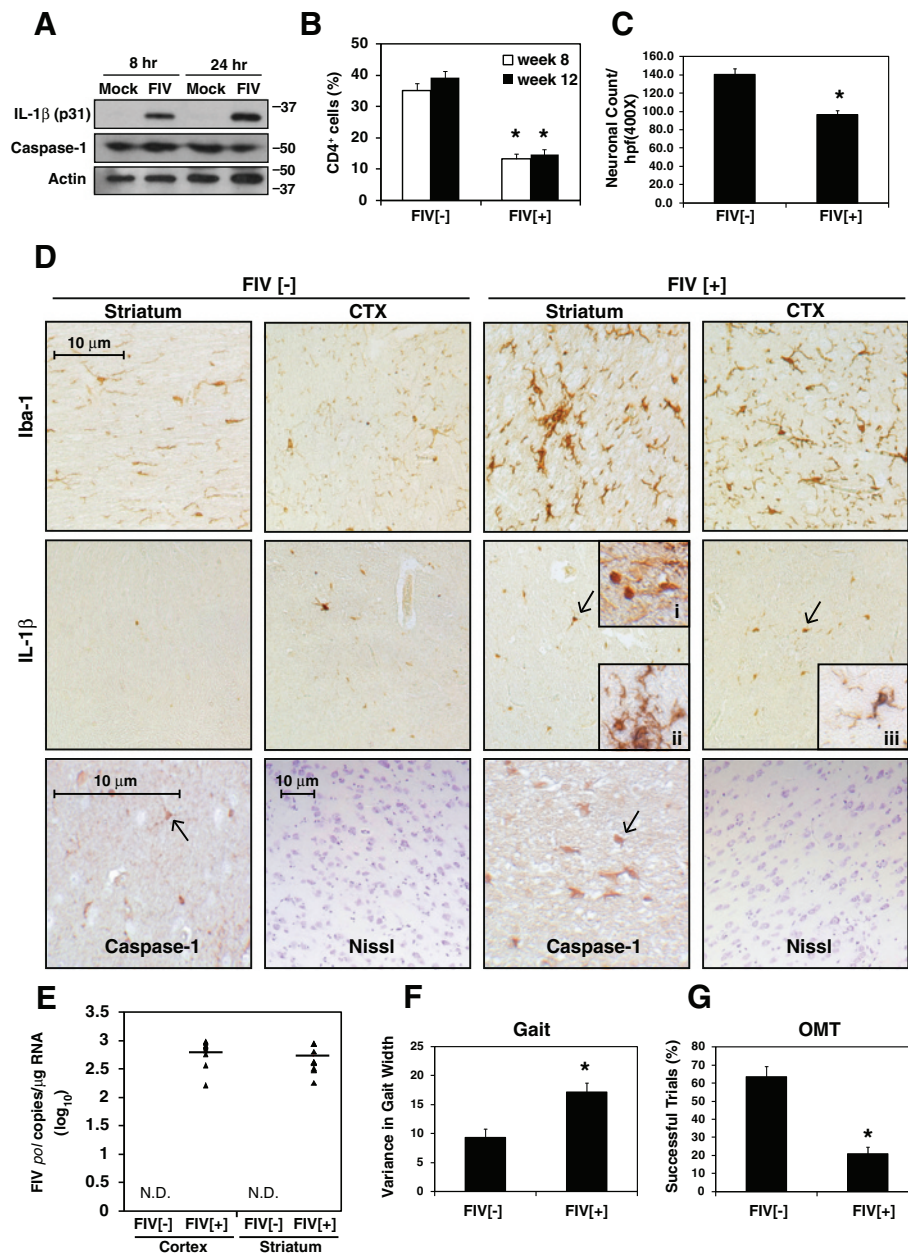 A
8 hr 24 hr
Mock FIV Mock FIV
IL-1β (p31)
Caspase-1
Actin
–37
–50
–50
–37
B
CD4+ cells (%)
50
40
30
20
10
0
week 8
week 12
* *
FIV[-] FIV[+]
C
Neuronal Count/
hpf(400X)
160.0
140.0
120.0
100.0
80.0
60.0
40.0
20.0
0.0
*
FIV[-] FIV[+]
D
FIV [-] FIV [+]
Striatum CTX Striatum CTX
Iba-1
10 μm
IL-1β
i
ii
iii
10 μm
10 μm
Caspase-1 Nissl Caspase-1 Nissl
E
FIV pol copies/μg RNA
(log10)
3.5
3
2.5
2
1.5
1
0.5
0
N.D. N.D.
FIV[-] FIV[+] FIV[-] FIV[+]
Cortex Striatum
F
Gait
Variance in Gait Width
25
20
15
10
5
0
*
FIV[-] FIV[+]
G
OMT
Successful Trials (%)
80
70
60
50
40
30
20
10
0
*
FIV[-] FIV[+]